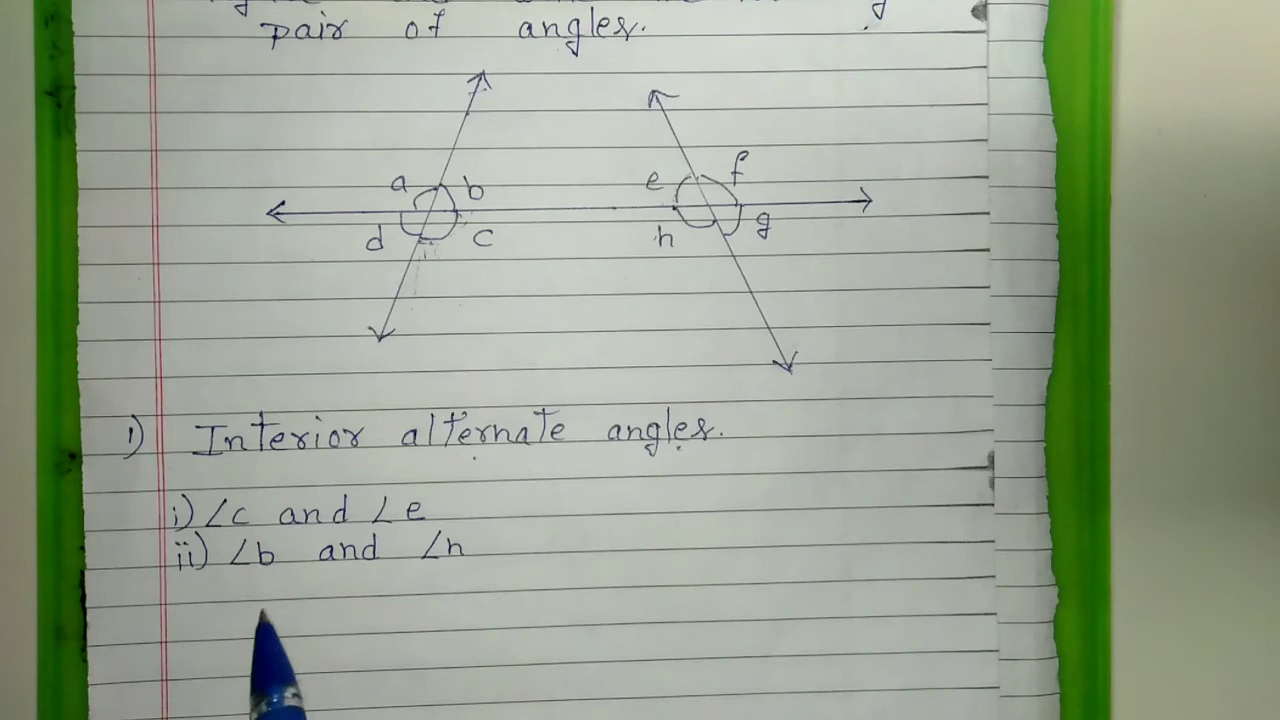 pair of angles.
a b
e f
d c
h g
1) Interior alternate angles.
i) ∠c and ∠e
ii) ∠b and ∠h